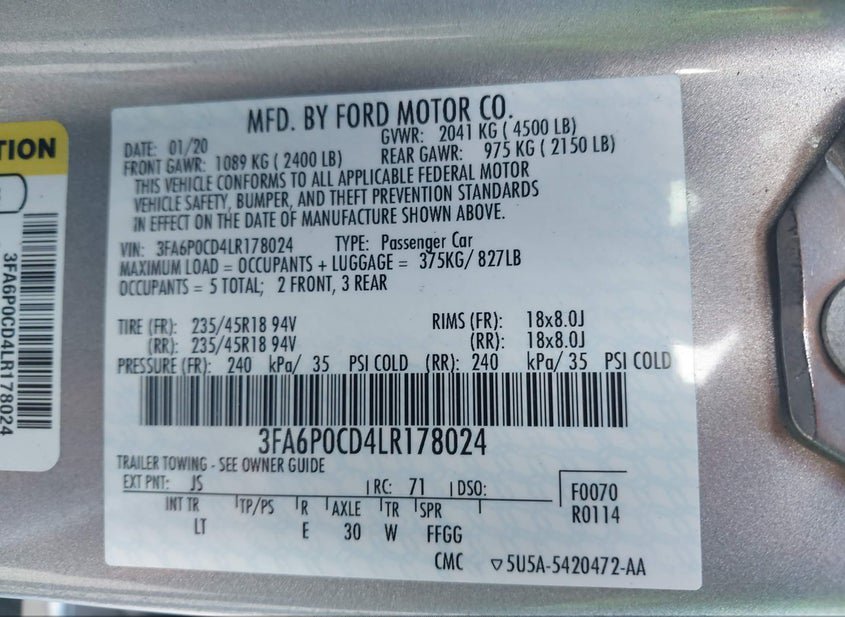 TION
3FA6P0CD4LR178024
MFD. BY FORD MOTOR CO.
DATE: 01/20 GVWR: 2041 KG ( 4500 LB)
FRONT GAWR: 1089 KG ( 2400 LB) REAR GAWR: 975 KG ( 2150 LB)
THIS VEHICLE CONFORMS TO ALL APPLICABLE FEDERAL MOTOR
VEHICLE SAFETY, BUMPER, AND THEFT PREVENTION STANDARDS
IN EFFECT ON THE DATE OF MANUFACTURE SHOWN ABOVE.
VIN: 3FA6P0CD4LR178024 TYPE: Passenger Car
MAXIMUM LOAD = OCCUPANTS + LUGGAGE = 375KG/ 827LB
OCCUPANTS = 5 TOTAL; 2 FRONT, 3 REAR
TIRE (FR): 235/45R18 94V RIMS (FR): 18x8.0J
(RR): 235/45R18 94V (RR): 18x8.0J
PRESSURE (FR): 240 kPa/ 35 PSI COLD (RR): 240 kPa/ 35 PSI COLD
3FA6P0CD4LR178024
TRAILER TOWING - SEE OWNER GUIDE
EXT PNT: JS RC: 71 DSO: F0070
INT TR TP/PS R AXLE TR SPR R0114
LT E 30 W FFGG
CMC ▽5U5A-5420472-AA